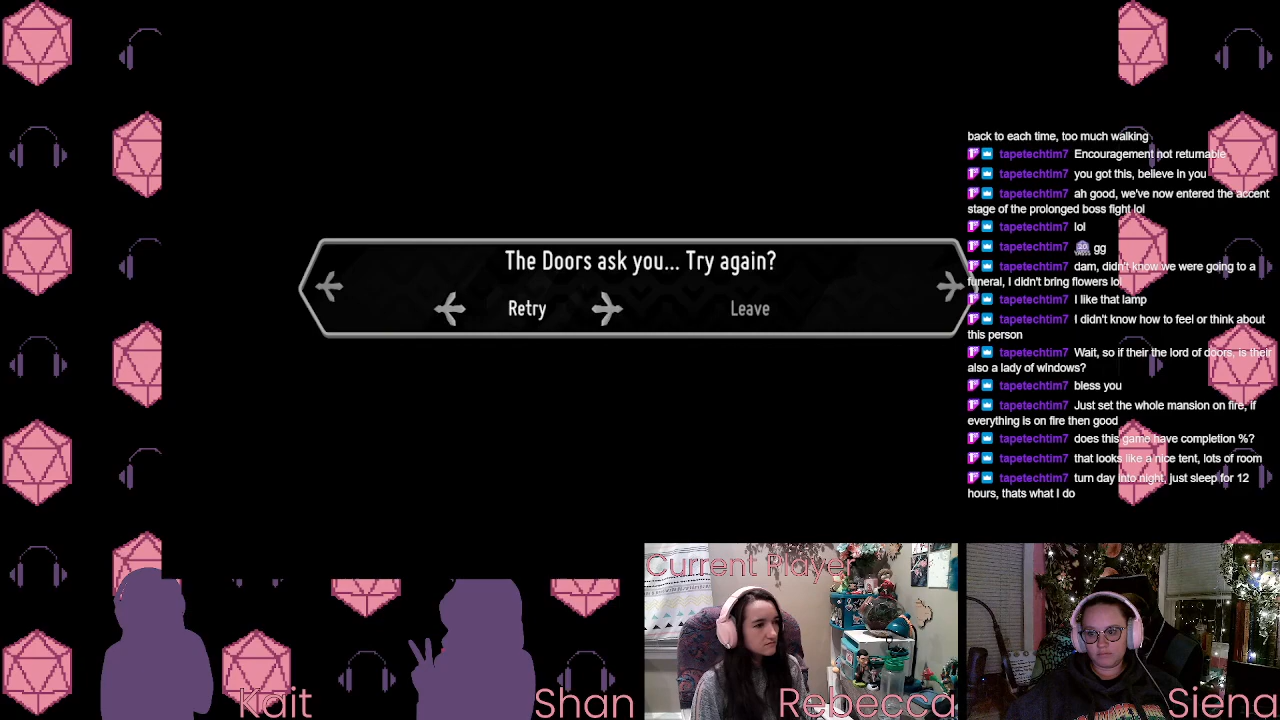 The Doors ask you... Try again?
Retry
Leave
back to each time, too much walking
tapetechtim7 Encouragement not returnable
tapetechtim7 you got this, believe in you
tapetechtim7 ah good, we've now entered the accent
stage of the prolonged boss fight lol
tapetechtim7 lol
tapetechtim7 gg
tapetechtim7 dam, didn't know we were going to a
funeral, I didn't bring flowers lol
tapetechtim7 I like that lamp
tapetechtim7 I didn't know how to feel or think about
this person
tapetechtim7 Wait, so if their the lord of doors, is their
also a lady of windows?
tapetechtim7 bless you
tapetechtim7 Just set the whole mansion on fire, if
everything is on fire then good
tapetechtim7 does this game have completion %?
tapetechtim7 that looks like a nice tent, lots of room
tapetechtim7 turn day into night, just sleep for 12
hours, thats what I do
Current Player
Kait
Shan
Rebecca
Siena